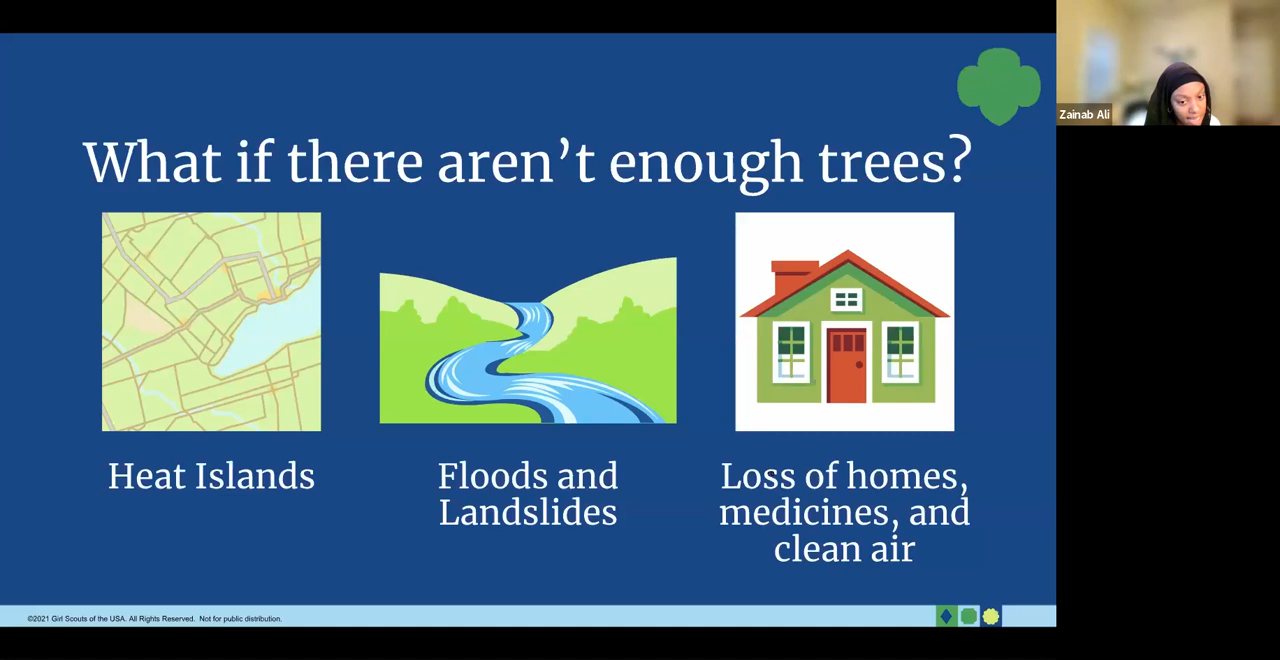 What if there aren’t enough trees?
Heat Islands
Floods and
Landslides
Loss of homes,
medicines, and
clean air
©2021 Girl Scouts of the USA. All Rights Reserved. Not for public distribution.
Zainab Ali